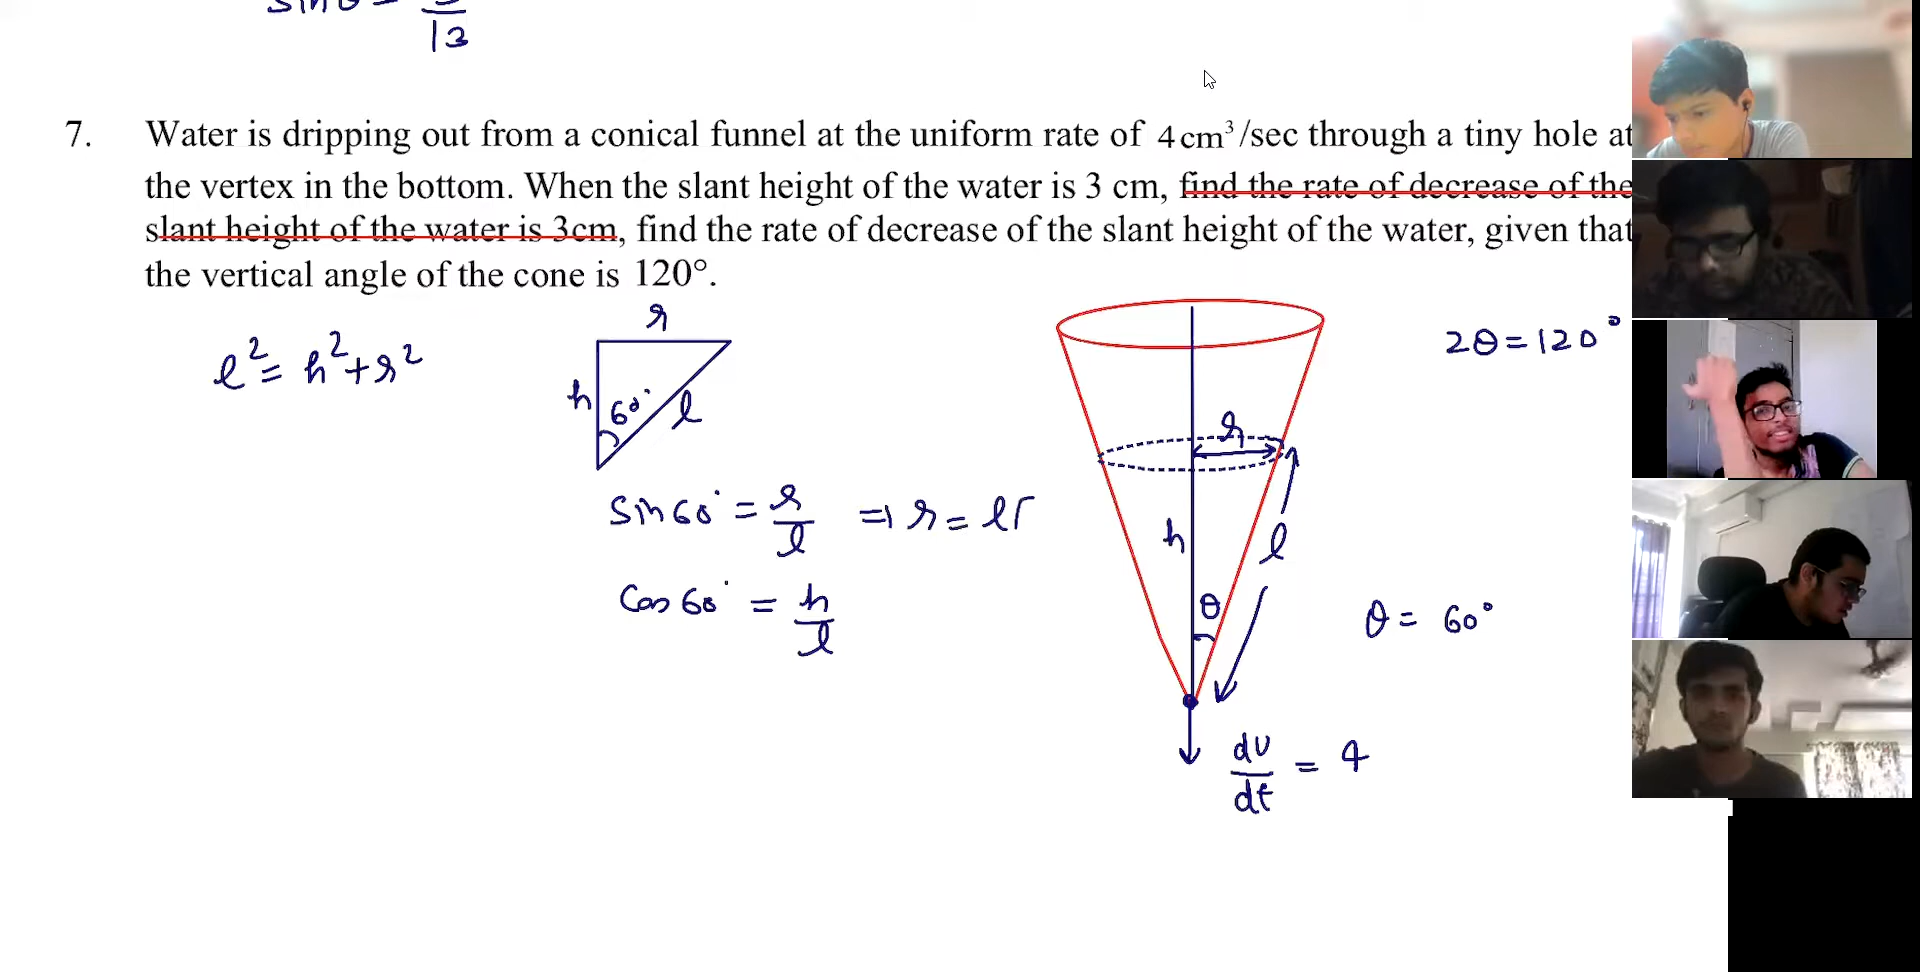 13
7. Water is dripping out from a conical funnel at the uniform rate of 4 cm³/sec through a tiny hole at
the vertex in the bottom. When the slant height of the water is 3 cm, find the rate of decrease of the
slant height of the water is 3cm, find the rate of decrease of the slant height of the water, given that
the vertical angle of the cone is 120°.
l² = h² + r²
r
h 60° l
sin 60° = r/l ⇒ r = l√
Cos 60° = h/l
2θ = 120°
r
h
l
θ
θ = 60°
dv/dt = 4